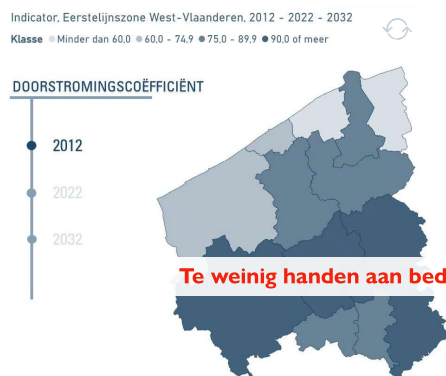 Indicator, Eerstelijnszone West-Vlaanderen, 2012 - 2022 - 2032
Klasse Minder dan 60,0 60,0 - 74,9 75,0 - 89,9 90,0 of meer
DOORSTROMINGSCOËFFICIËNT
2012
2022
2032
Te weinig handen aan bed